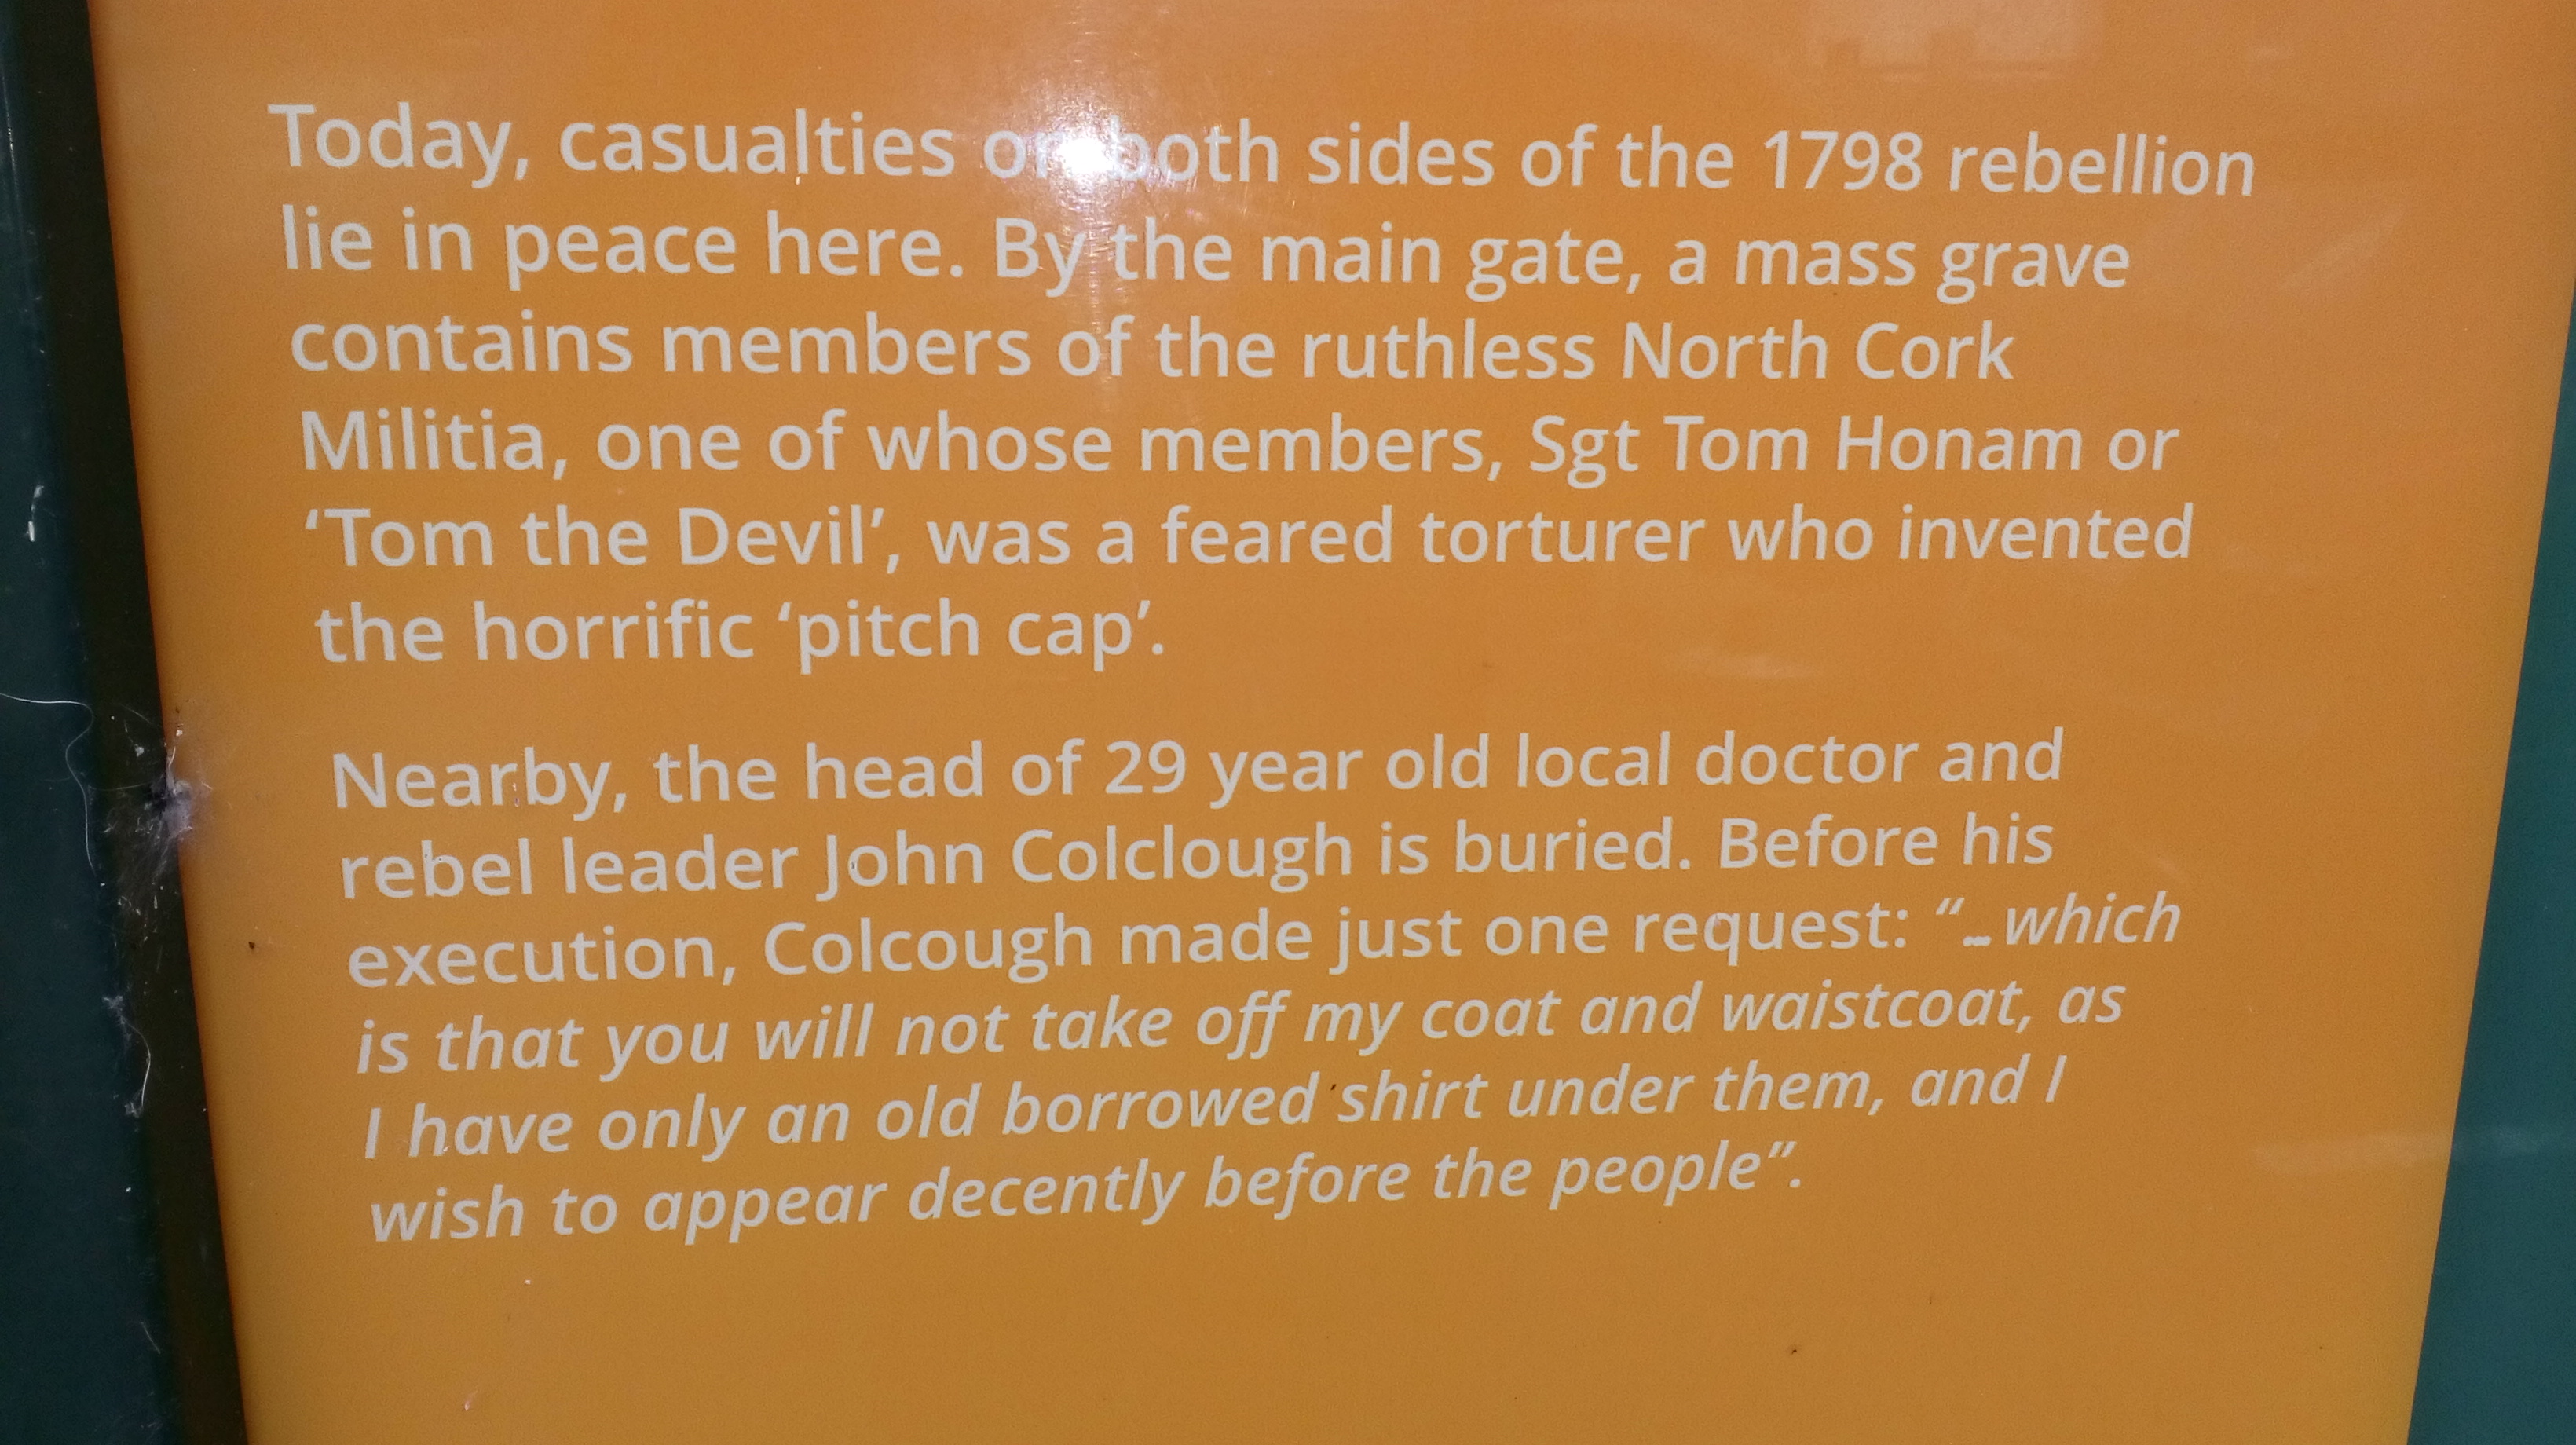 Today, casualties on both sides of the 1798 rebellion
lie in peace here. By the main gate, a mass grave
contains members of the ruthless North Cork
Militia, one of whose members, Sgt Tom Honam or
‘Tom the Devil’, was a feared torturer who invented
the horrific ‘pitch cap’.
Nearby, the head of 29 year old local doctor and
rebel leader John Colclough is buried. Before his
execution, Colcough made just one request: “...which
is that you will not take off my coat and waistcoat, as
I have only an old borrowed shirt under them, and I
wish to appear decently before the people”.